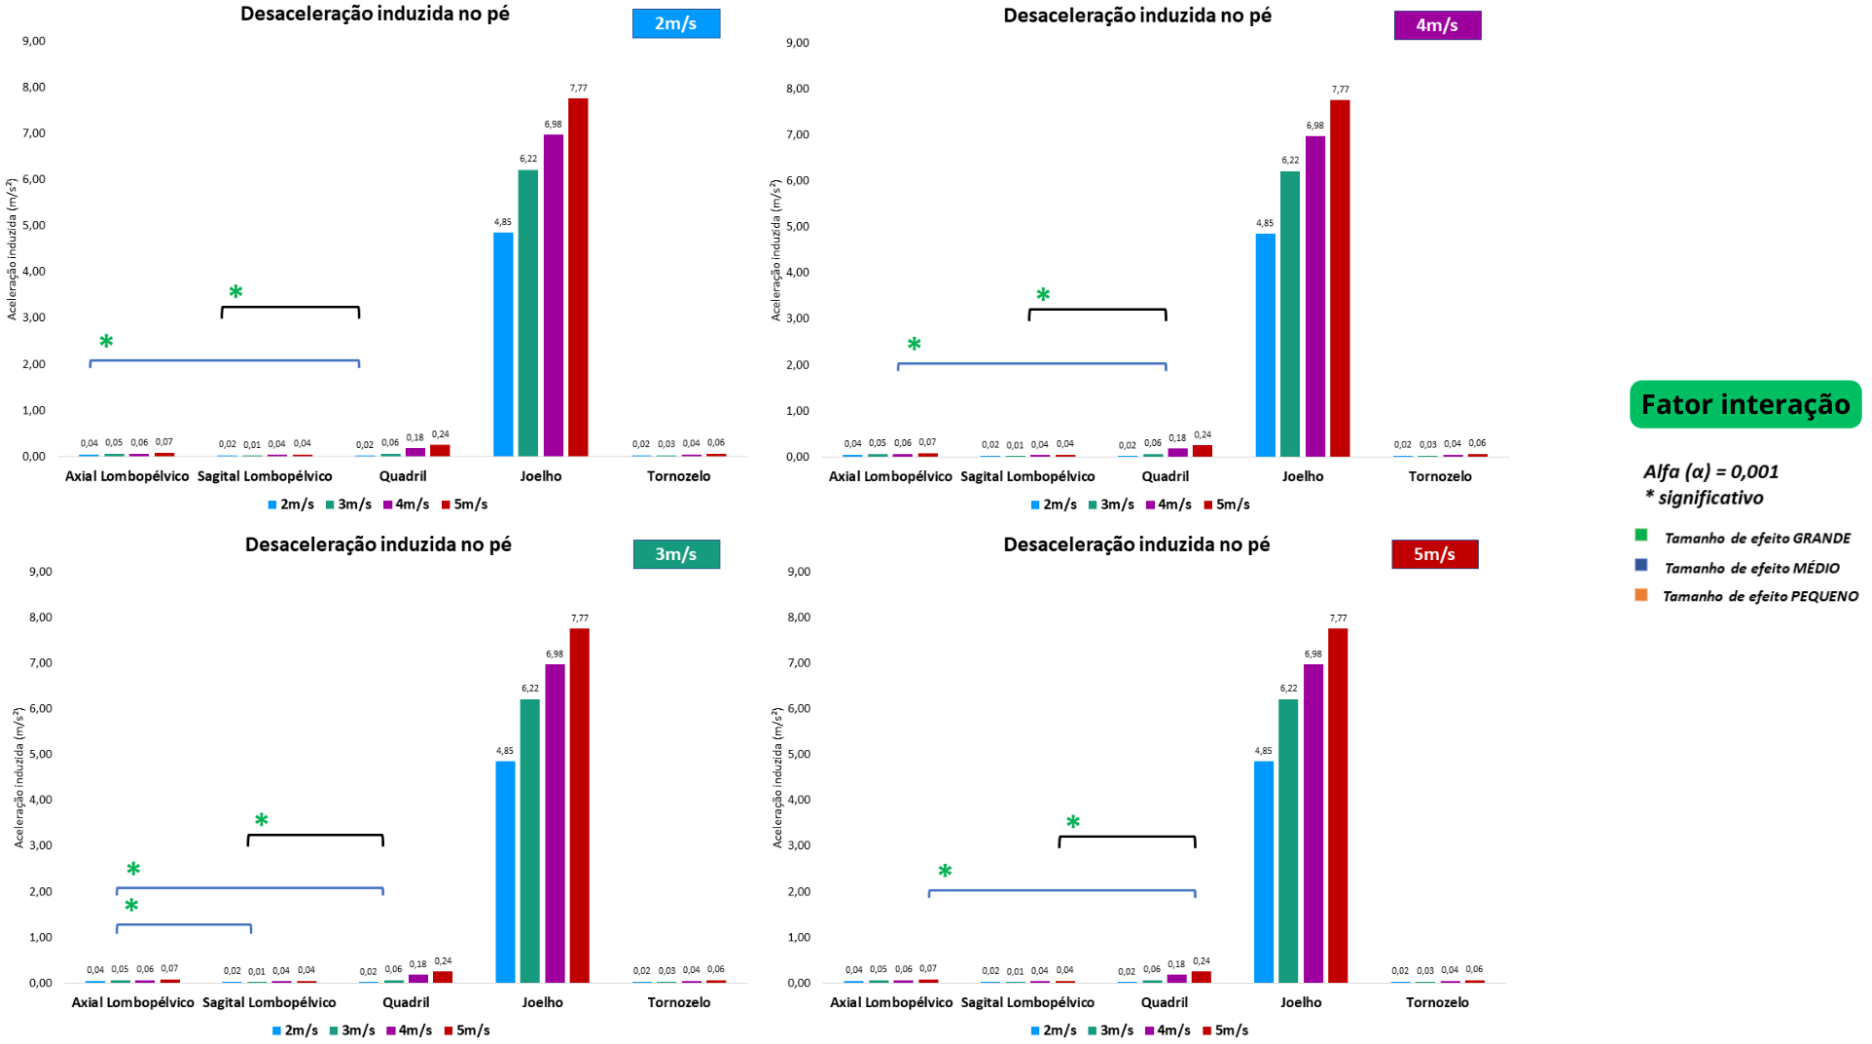 Desaceleração induzida no pé
2m/s
Aceleração induzida (m/s²)
9,00
8,00
7,00
6,00
5,00
4,00
3,00
2,00
1,00
0,00
*
*
0,04 0,05 0,06 0,07
0,02 0,01 0,04 0,04
0,02 0,06 0,18 0,24
4,85 6,22 6,98 7,77
0,02 0,03 0,04 0,06
Axial Lombopélvico Sagital Lombopélvico Quadril Joelho Tornozelo
2m/s 3m/s 4m/s 5m/s
Desaceleração induzida no pé
4m/s
Aceleração induzida (m/s²)
9,00
8,00
7,00
6,00
5,00
4,00
3,00
2,00
1,00
0,00
*
*
0,04 0,05 0,06 0,07
0,02 0,01 0,04 0,04
0,02 0,06 0,18 0,24
4,85 6,22 6,98 7,77
0,02 0,03 0,04 0,06
Axial Lombopélvico Sagital Lombopélvico Quadril Joelho Tornozelo
2m/s 3m/s 4m/s 5m/s
Desaceleração induzida no pé
3m/s
Aceleração induzida (m/s²)
9,00
8,00
7,00
6,00
5,00
4,00
3,00
2,00
1,00
0,00
*
*
*
0,04 0,05 0,06 0,07
0,02 0,01 0,04 0,04
0,02 0,06 0,18 0,24
4,85 6,22 6,98 7,77
0,02 0,03 0,04 0,06
Axial Lombopélvico Sagital Lombopélvico Quadril Joelho Tornozelo
2m/s 3m/s 4m/s 5m/s
Desaceleração induzida no pé
5m/s
Aceleração induzida (m/s²)
9,00
8,00
7,00
6,00
5,00
4,00
3,00
2,00
1,00
0,00
*
*
0,04 0,05 0,06 0,07
0,02 0,01 0,04 0,04
0,02 0,06 0,18 0,24
4,85 6,22 6,98 7,77
0,02 0,03 0,04 0,06
Axial Lombopélvico Sagital Lombopélvico Quadril Joelho Tornozelo
2m/s 3m/s 4m/s 5m/s
Fator interação
Alfa (α) = 0,001
* significativo
Tamanho de efeito GRANDE
Tamanho de efeito MÉDIO
Tamanho de efeito PEQUENO